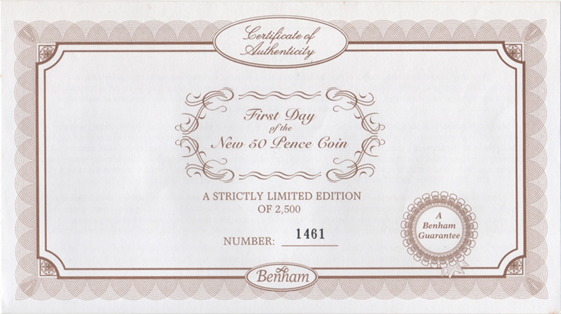 Certificate of
Authenticity
First Day
of the
New 50 Pence Coin
A STRICTLY LIMITED EDITION
OF 2,500
NUMBER: 1461
A
Benham
Guarantee
Benham